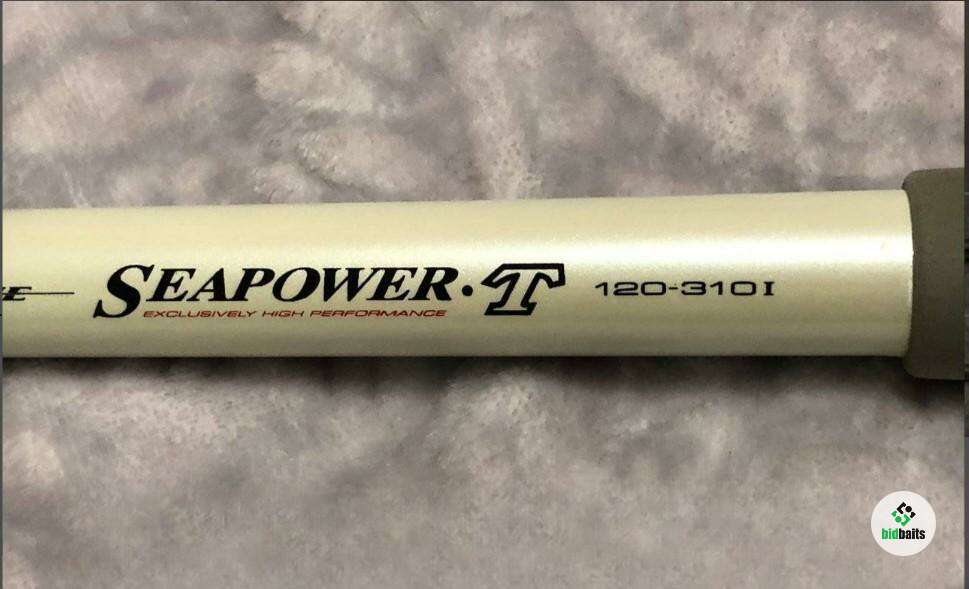 SEAPOWER·T 120-310I
EXCLUSIVELY HIGH PERFORMANCE
bidbaits